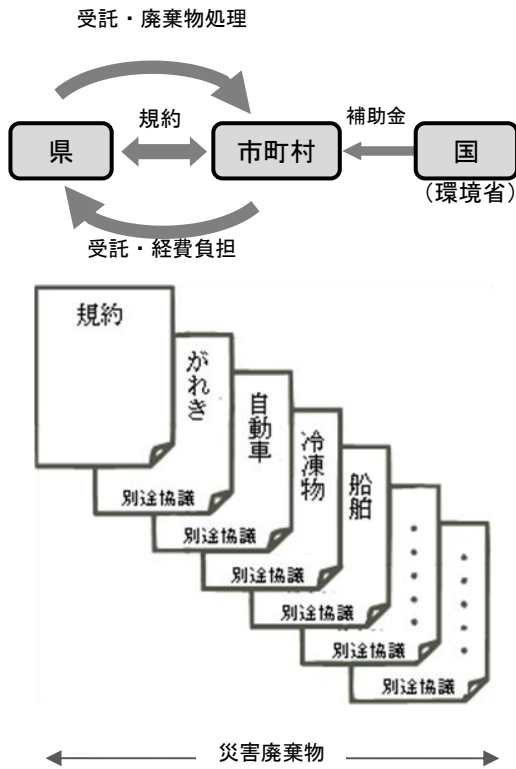 受託・廃棄物処理
規約
補助金
県
市町村
国
(環境省)
受託・経費負担
規約
がれき
別途協議
自動車
別途協議
冷凍物
別途協議
船舶
別途協議
・・・・・
別途協議
・・・・・
別途協議
災害廃棄物